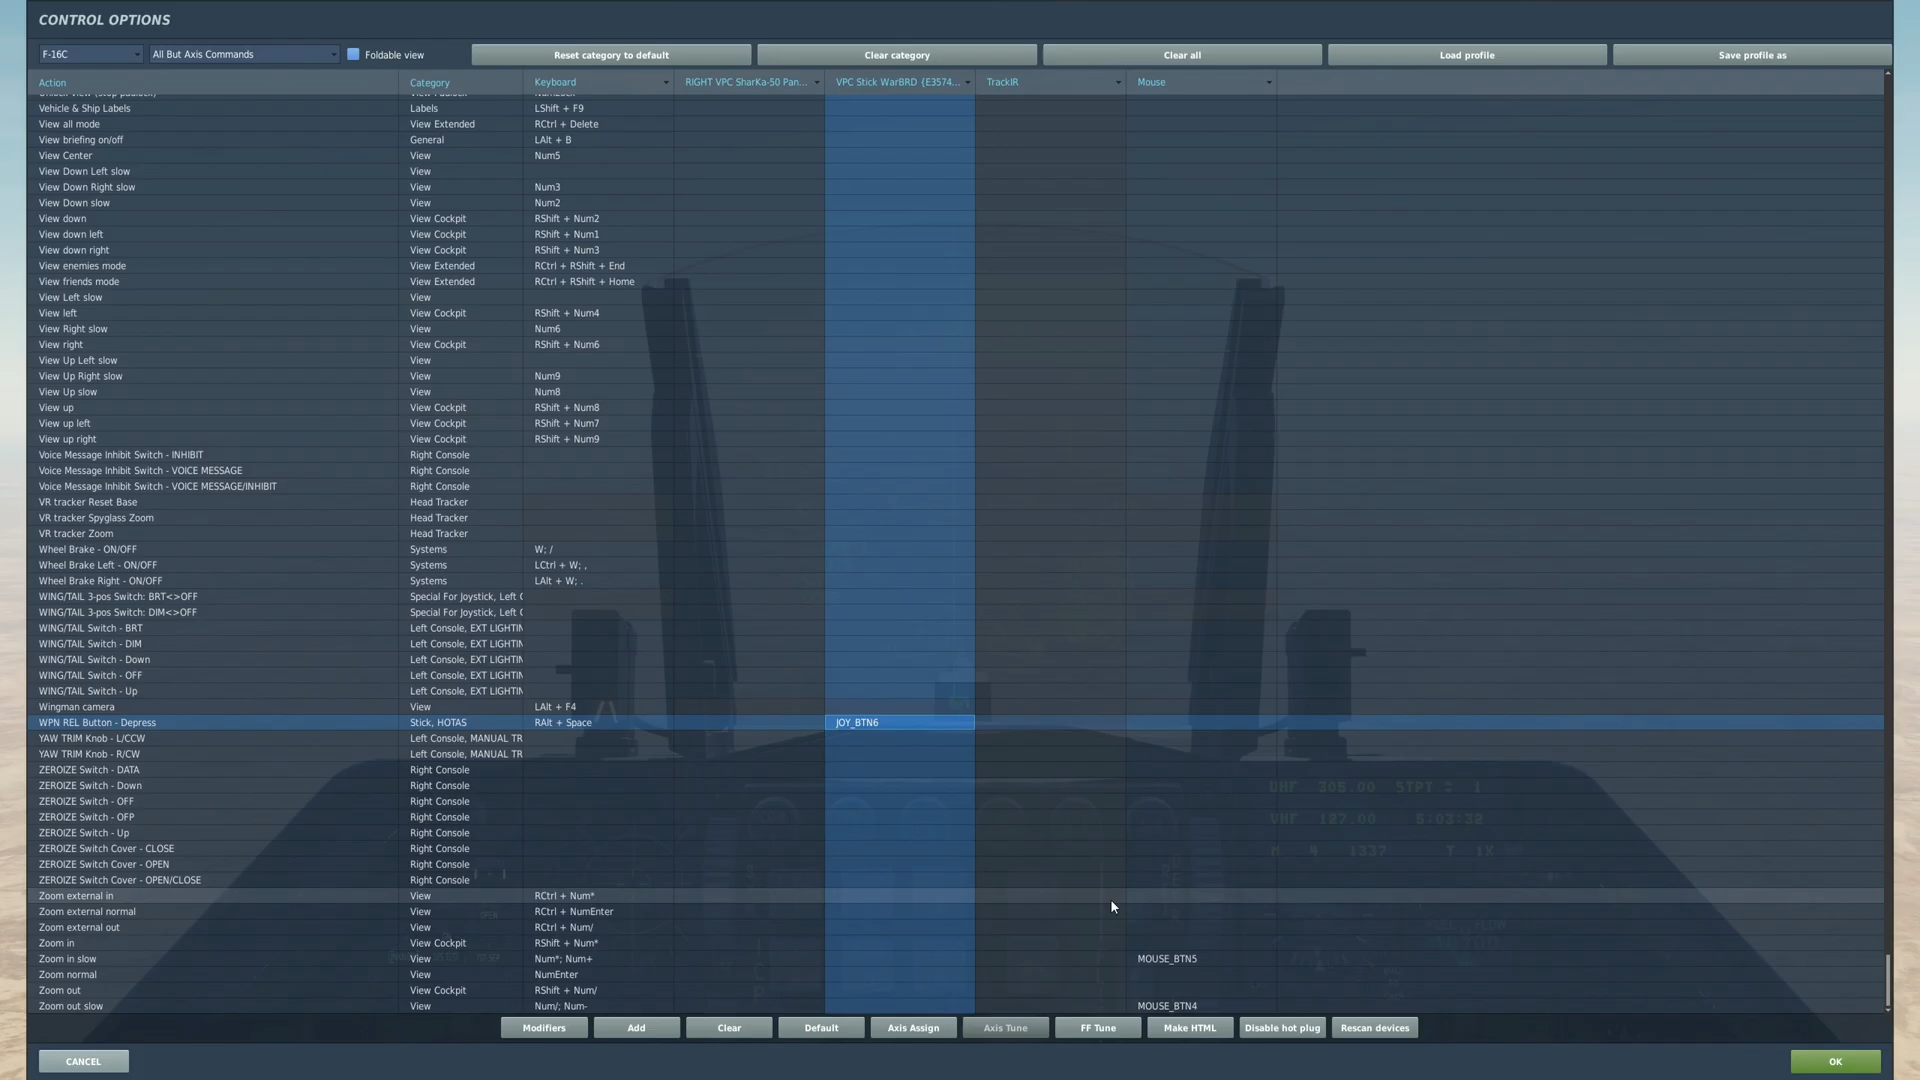 CONTROL OPTIONS
F-16C All But Axis Commands Foldable view Reset category to default Clear category Clear all Load profile Save profile as
Action Category Keyboard RIGHT VPC SharKa-50 Pan... VPC Stick WarBRD {E3574... TrackIR Mouse
Vehicle & Ship Labels Labels LShift + F9
View all mode View Extended RCtrl + Delete
View briefing on/off General LAlt + B
View Center View Num5
View Down Left slow View
View Down Right slow View Num3
View Down slow View Num2
View down View Cockpit RShift + Num2
View down left View Cockpit RShift + Num1
View down right View Cockpit RShift + Num3
View enemies mode View Extended RCtrl + RShift + End
View friends mode View Extended RCtrl + RShift + Home
View Left slow View
View left View Cockpit RShift + Num4
View Right slow View Num6
View right View Cockpit RShift + Num6
View Up Left slow View
View Up Right slow View Num9
View Up slow View Num8
View up View Cockpit RShift + Num8
View up left View Cockpit RShift + Num7
View up right View Cockpit RShift + Num9
Voice Message Inhibit Switch - INHIBIT Right Console
Voice Message Inhibit Switch - VOICE MESSAGE Right Console
Voice Message Inhibit Switch - VOICE MESSAGE/INHIBIT Right Console
VR tracker Reset Base Head Tracker
VR tracker Spyglass Zoom Head Tracker
VR tracker Zoom Head Tracker
Wheel Brake - ON/OFF Systems W; /
Wheel Brake Left - ON/OFF Systems LCtrl + W; ,
Wheel Brake Right - ON/OFF Systems LAlt + W; .
WING/TAIL 3-pos Switch: BRT<>OFF Special For Joystick, Left C
WING/TAIL 3-pos Switch: DIM<>OFF Special For Joystick, Left C
WING/TAIL Switch - BRT Left Console, EXT LIGHTIN
WING/TAIL Switch - DIM Left Console, EXT LIGHTIN
WING/TAIL Switch - Down Left Console, EXT LIGHTIN
WING/TAIL Switch - OFF Left Console, EXT LIGHTIN
WING/TAIL Switch - Up Left Console, EXT LIGHTIN
Wingman camera View LAlt + F4
WPN REL Button - Depress Stick, HOTAS RAlt + Space JOY_BTN6
YAW TRIM Knob - L/CCW Left Console, MANUAL TR
YAW TRIM Knob - R/CW Left Console, MANUAL TR
ZEROIZE Switch - DATA Right Console
ZEROIZE Switch - Down Right Console
UHF 305.00 STPT 1
ZEROIZE Switch - OFF Right Console
ZEROIZE Switch - OFP Right Console
VHF 127.00 5:03:32
ZEROIZE Switch - Up Right Console
ZEROIZE Switch Cover - CLOSE Right Console
M 4 1337 T 1X
ZEROIZE Switch Cover - OPEN Right Console
ZEROIZE Switch Cover - OPEN/CLOSE Right Console
Zoom external in View RCtrl + Num*
Zoom external normal View RCtrl + NumEnter
OPEN
Zoom external out View RCtrl + Num/
Zoom in View Cockpit RShift + Num*
Zoom in slow View Num*; Num+ MOUSE_BTN5
Zoom normal View NumEnter
Zoom out View Cockpit RShift + Num/
Zoom out slow View Num/; Num- MOUSE_BTN4
Modifiers Add Clear Default Axis Assign Axis Tune FF Tune Make HTML Disable hot plug Rescan devices
CANCEL OK